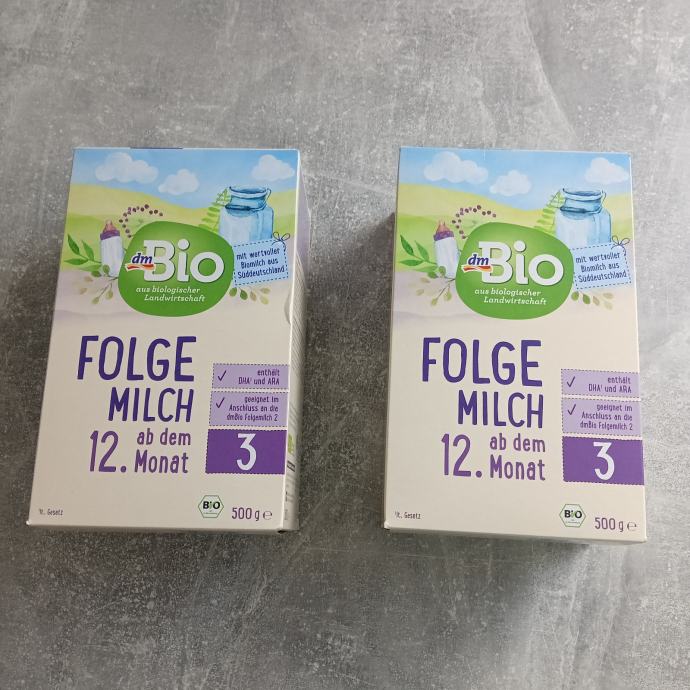 dm Bio
aus biologischer
Landwirtschaft
mit wertvoller
Biomilch aus
Süddeutschland
FOLGE
MILCH
ab dem
12. Monat
enthält
DHA¹ und ARA
geeignet im
Anschluss an die
dmBio Folgemilch 2
3
¹lt. Gesetz
BIO
500 g ℮
dm Bio
aus biologischer
Landwirtschaft
mit wertvoller
Biomilch aus
Süddeutschland
FOLGE
MILCH
ab dem
12. Monat
enthält
DHA¹ und ARA
geeignet im
Anschluss an die
dmBio Folgemilch 2
3
¹lt. Gesetz
BIO
500 g ℮